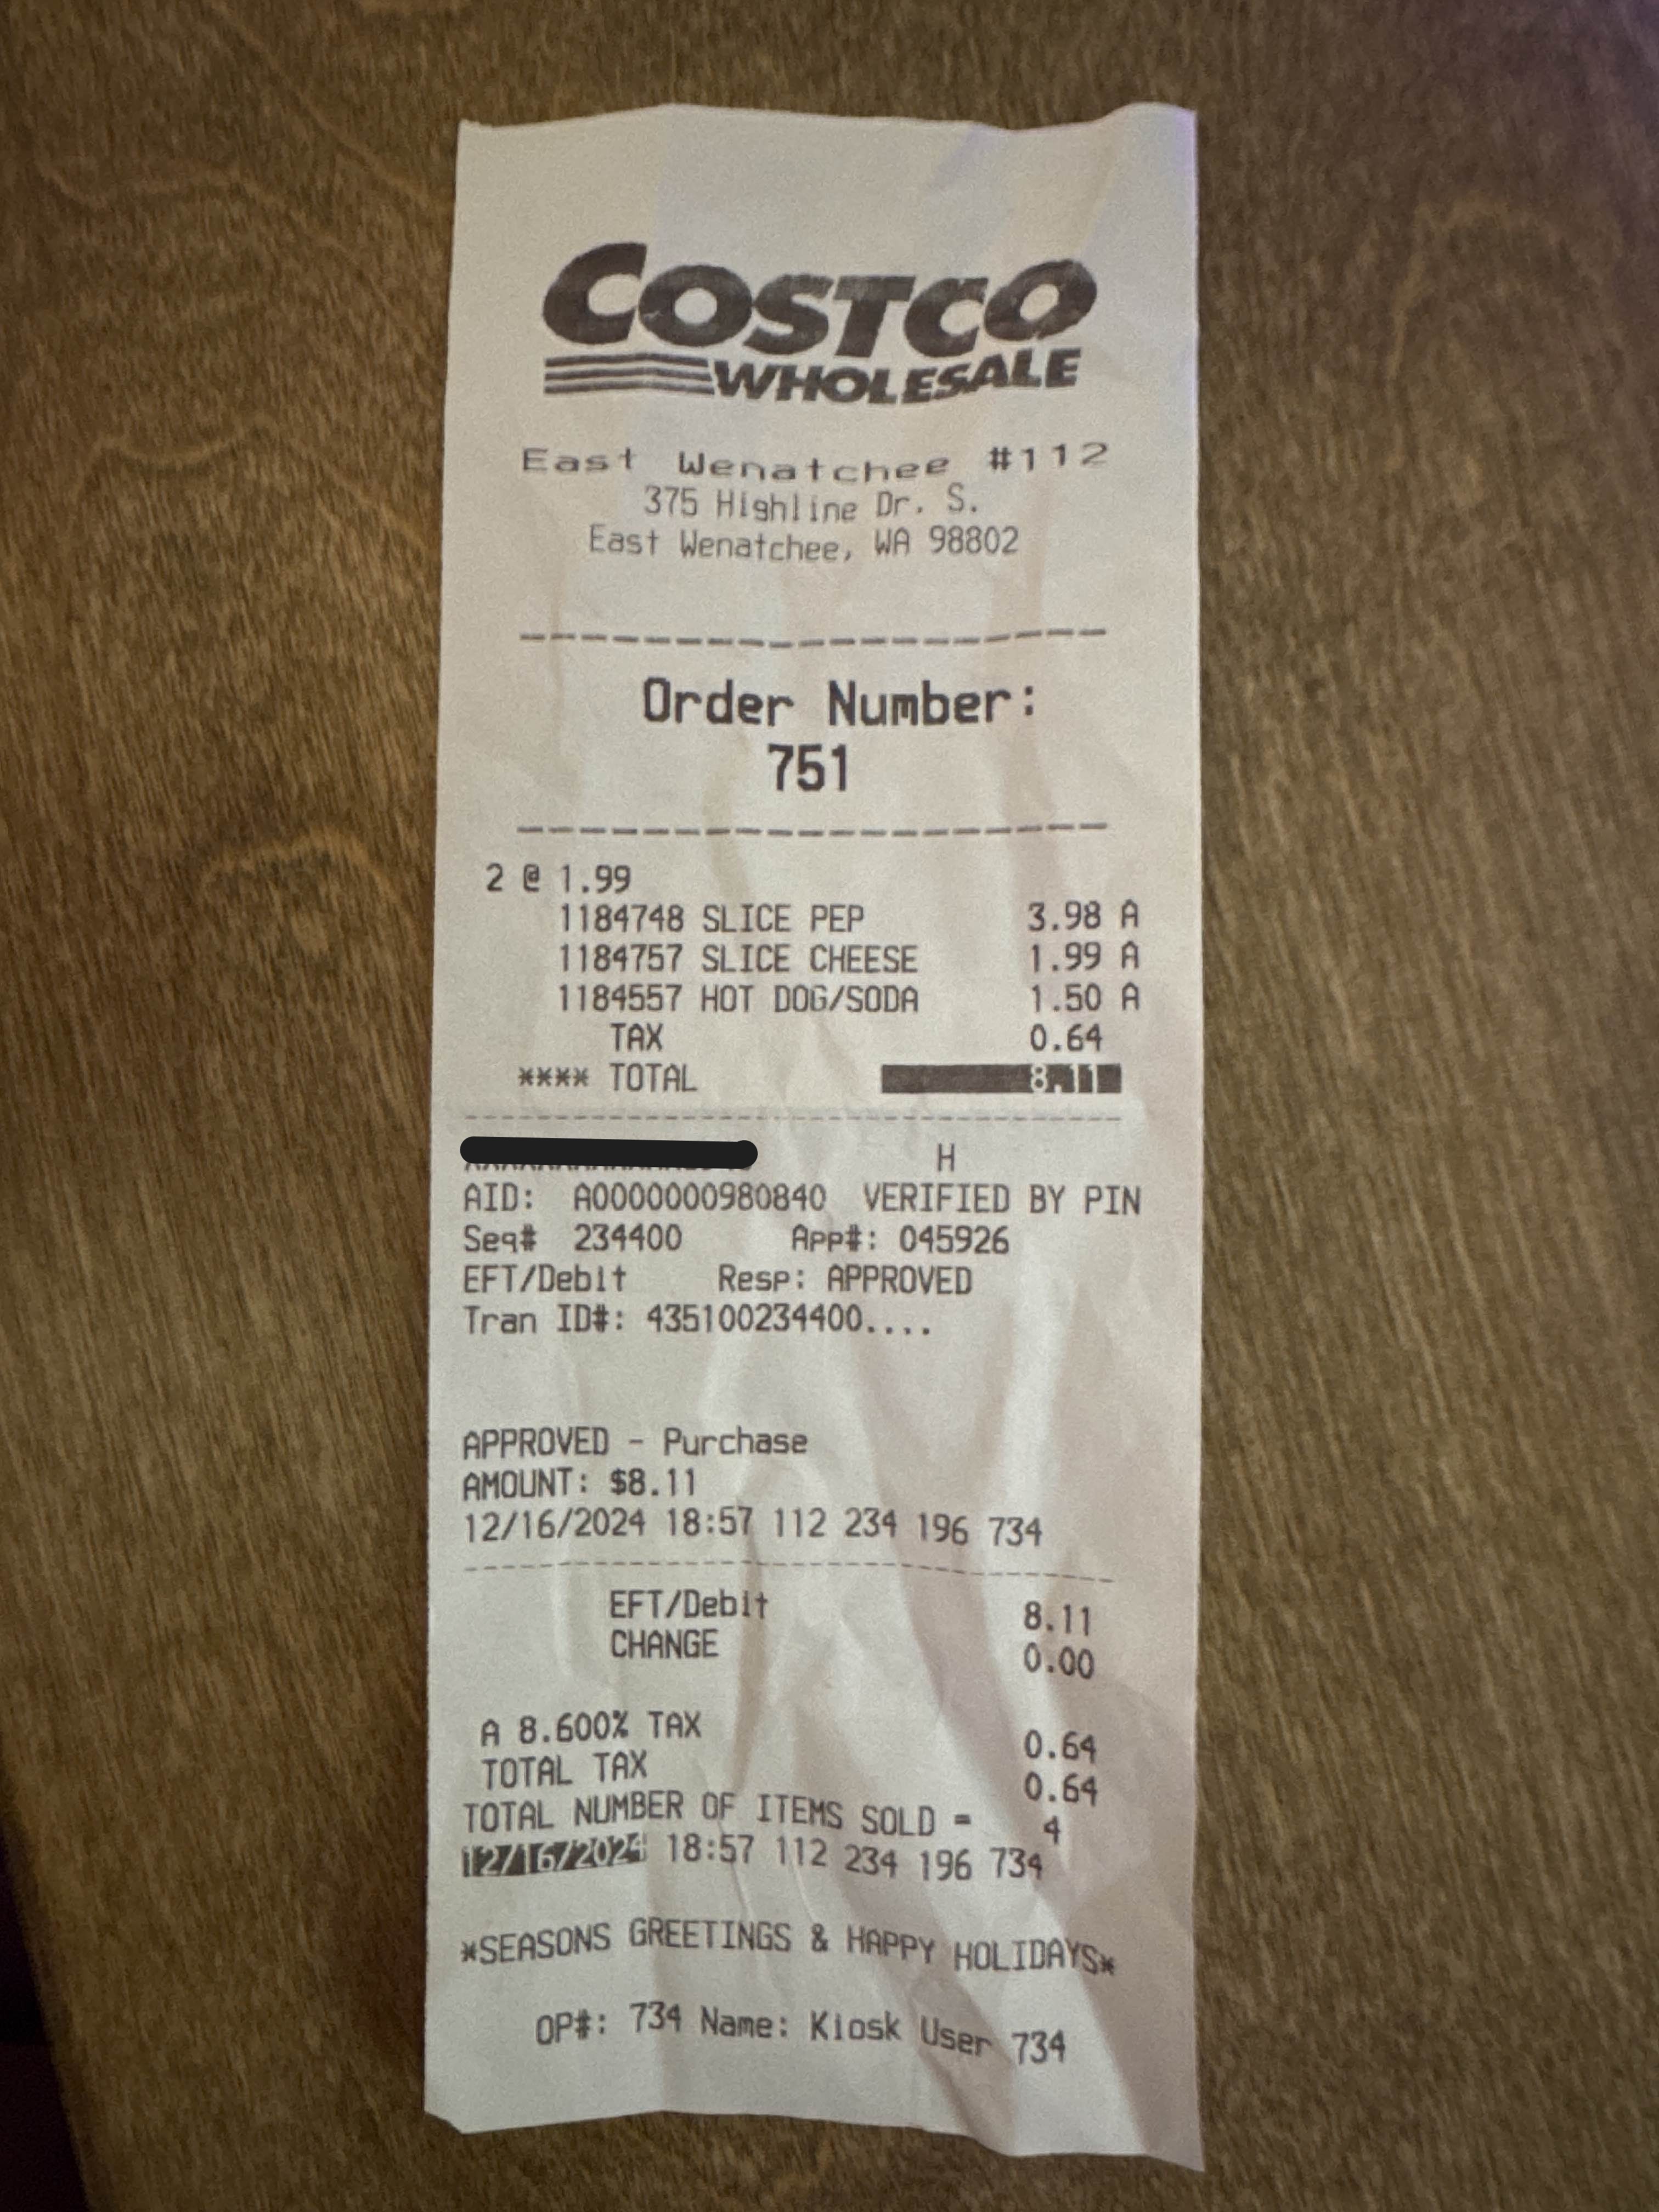 COSTCO
WHOLESALE
East Wenatchee #112
375 Highline Dr. S.
East Wenatchee, WA 98802
Order Number:
751
2 @ 1.99
1184748 SLICE PEP 3.98 A
1184757 SLICE CHEESE 1.99 A
1184557 HOT DOG/SODA 1.50 A
TAX 0.64
**** TOTAL 8.11
H
AID: A0000000980840 VERIFIED BY PIN
Seq# 234400 App#: 045926
EFT/Debit Resp: APPROVED
Tran ID#: 435100234400....
APPROVED - Purchase
AMOUNT: $8.11
12/16/2024 18:57 112 234 196 734
EFT/Debit 8.11
CHANGE 0.00
A 8.600% TAX 0.64
TOTAL TAX 0.64
TOTAL NUMBER OF ITEMS SOLD = 4
12/16/2024 18:57 112 234 196 734
*SEASONS GREETINGS & HAPPY HOLIDAYS*
OP#: 734 Name: Kiosk User 734